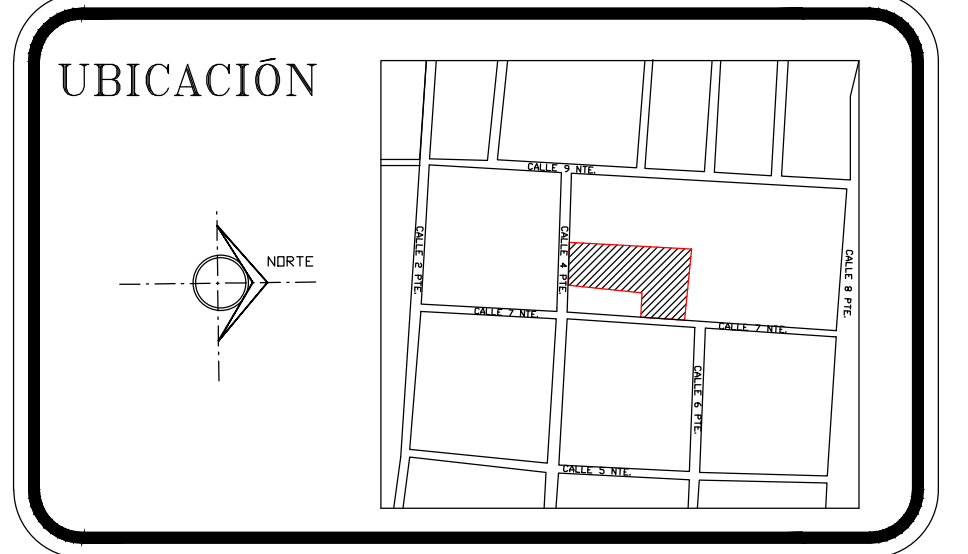 UBICACIÓN
NORTE
CALLE 9 NTE.
CALLE 2 PTE.
CALLE 4 PTE.
CALLE 8 PTE.
CALLE 7 NTE.
CALLE 7 NTE.
CALLE 6 PTE.
CALLE 5 NTE.